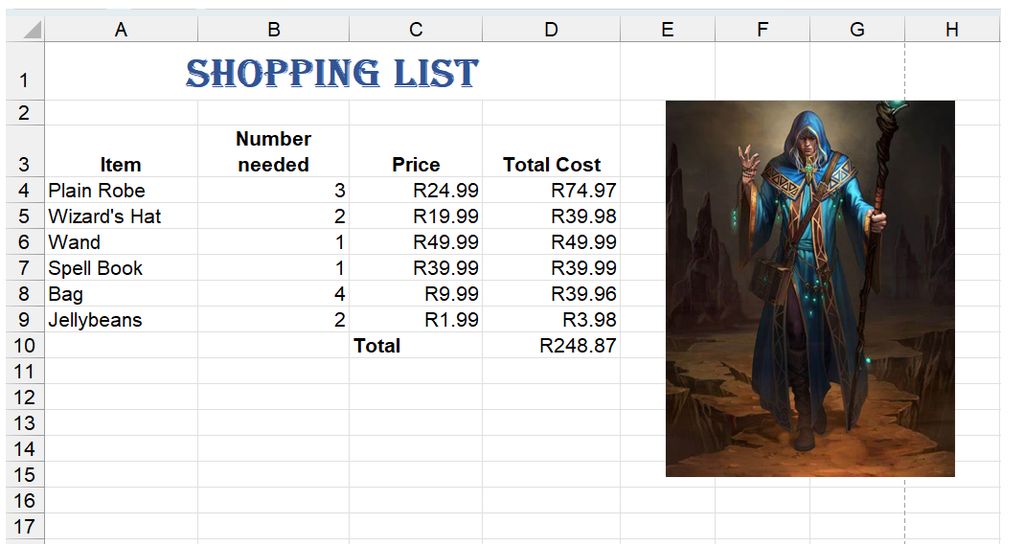 A B C D E F G H
1 SHOPPING LIST
2
Number
3 Item needed Price Total Cost
4 Plain Robe 3 R24.99 R74.97
5 Wizard's Hat 2 R19.99 R39.98
6 Wand 1 R49.99 R49.99
7 Spell Book 1 R39.99 R39.99
8 Bag 4 R9.99 R39.96
9 Jellybeans 2 R1.99 R3.98
10 Total R248.87
11
12
13
14
15
16
17